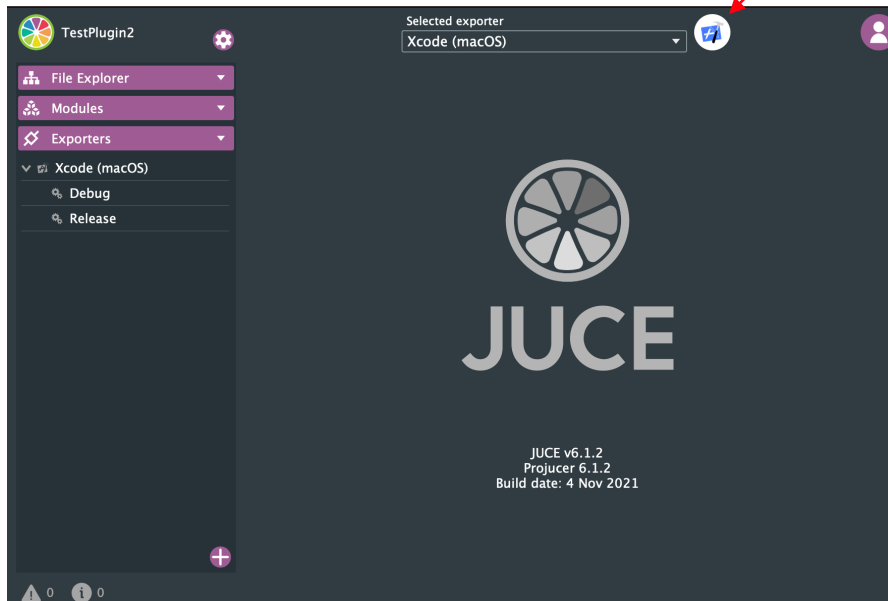 TestPlugin2
Selected exporter
Xcode (macOS)
File Explorer
Modules
Exporters
Xcode (macOS)
Debug
Release
JUCE
JUCE v6.1.2
Projucer 6.1.2
Build date: 4 Nov 2021
0 0